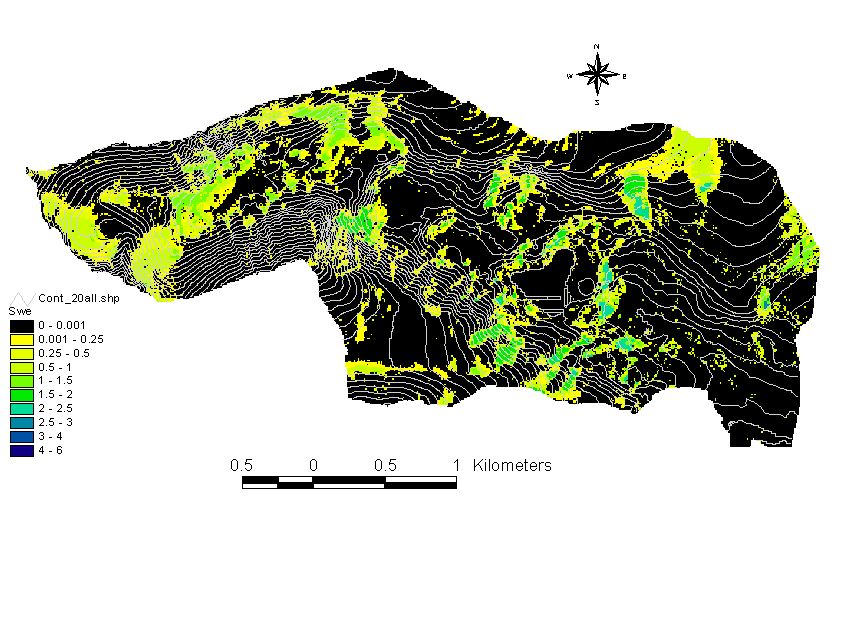 N
W E
S
Cont_20all.shp
Swe
0 - 0.001
0.001 - 0.25
0.25 - 0.5
0.5 - 1
1 - 1.5
1.5 - 2
2 - 2.5
2.5 - 3
3 - 4
4 - 6
0.5 0 0.5 1 Kilometers